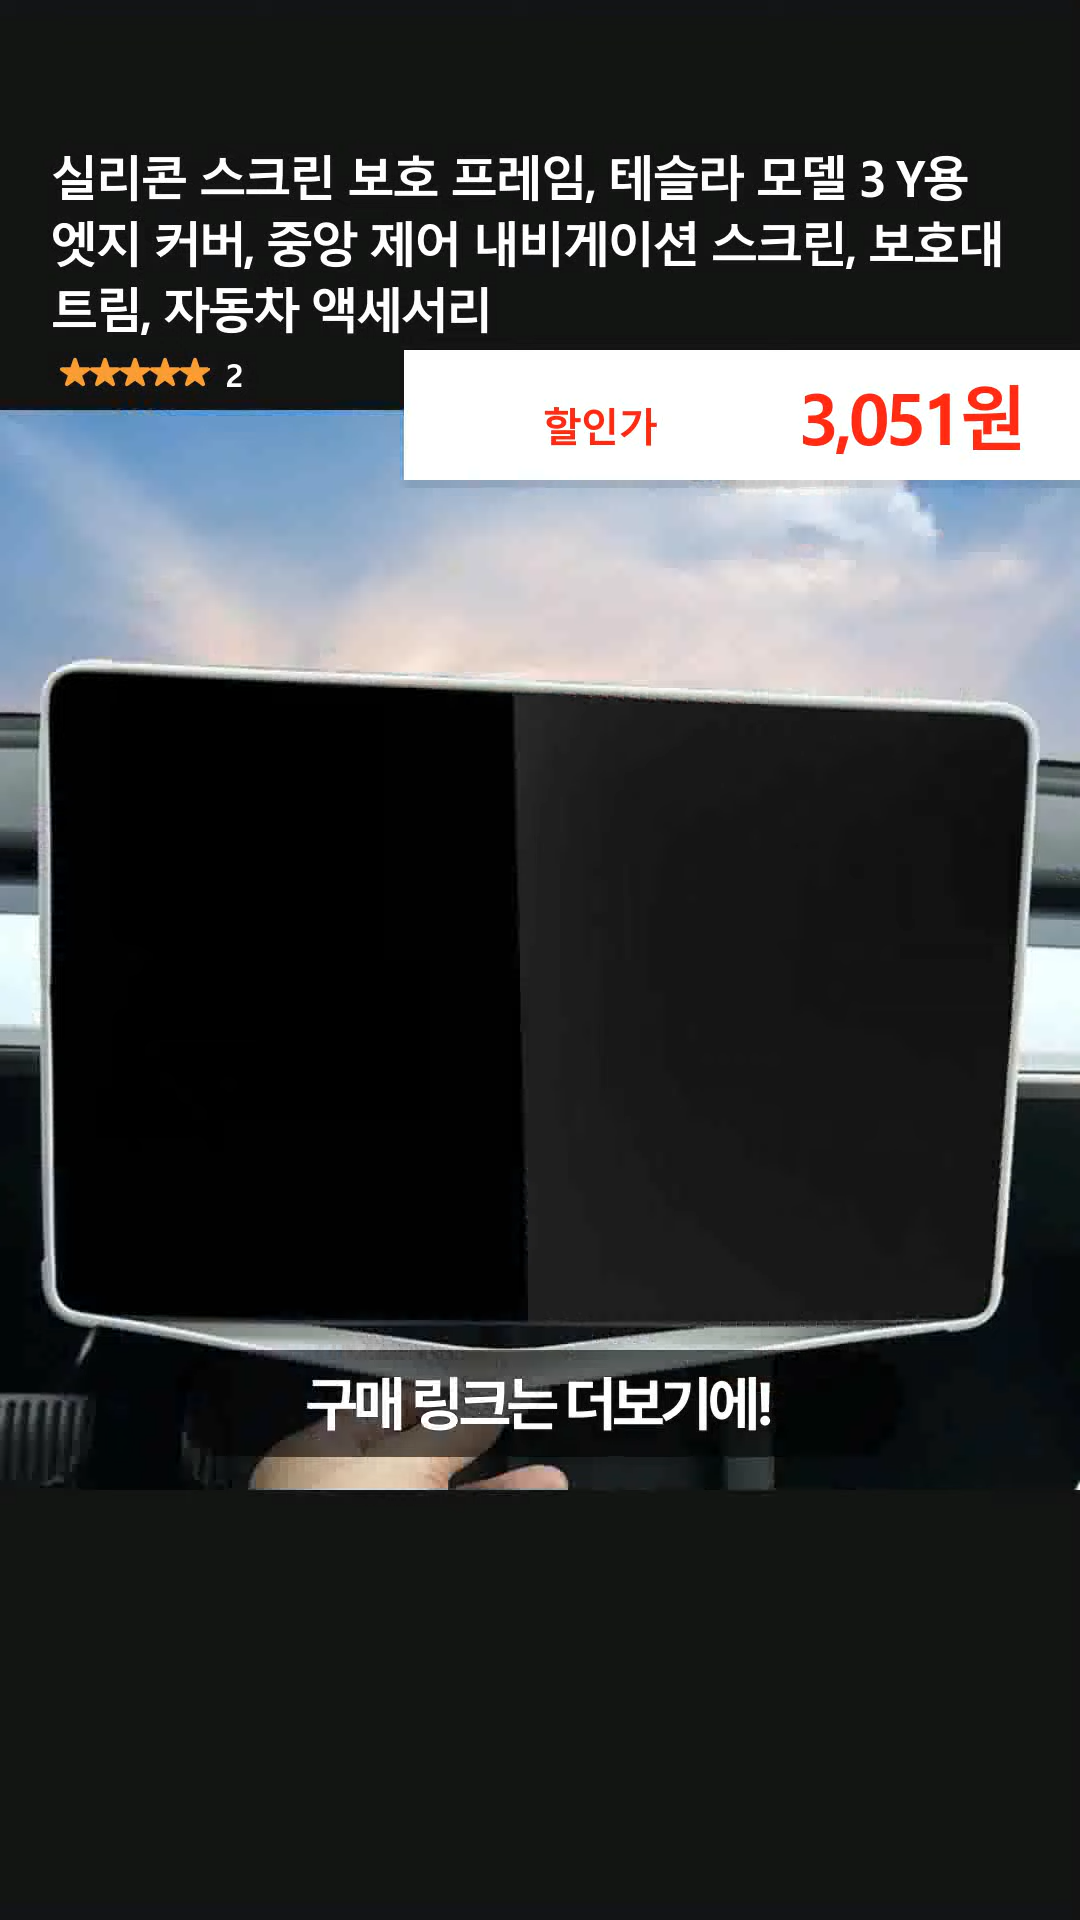 실리콘 스크린 보호 프레임, 테슬라 모델 3 Y용
엣지 커버, 중앙 제어 내비게이션 스크린, 보호대
트림, 자동차 액세서리
★★★★★ 2
할인가 3,051원
구매 링크는 더보기에!